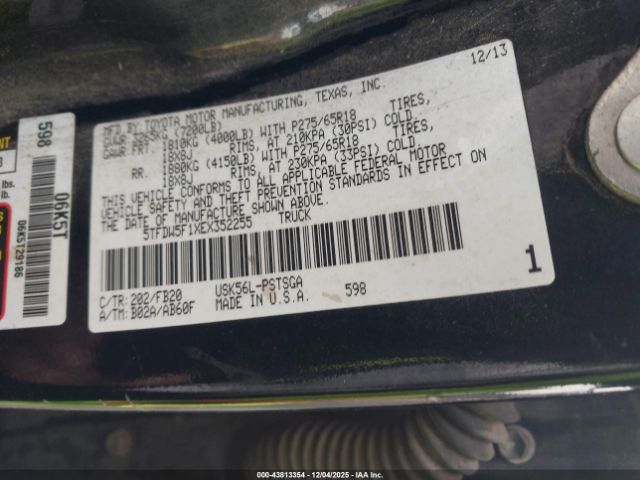 MFD BY TOYOTA MOTOR MANUFACTURING, TEXAS, INC. 12/13
(7200LB)
GAWR FRT. 1810KG (4000LB) WITH P275/65R18 TIRES,
18X8J RIMS, AT 210KPA (30PSI) COLD.
RR. 1880KG (4150LB) WITH P275/65R18 TIRES,
18X8J RIMS, AT 230KPA (33PSI) COLD.
THIS VEHICLE CONFORMS TO ALL APPLICABLE FEDERAL MOTOR
VEHICLE SAFETY AND THEFT PREVENTION STANDARDS IN EFFECT ON
THE DATE OF MANUFACTURE SHOWN ABOVE.
5TFDW5F1XEX352255 TRUCK
C/TR: 202/FB20 USK56L-PSTSGA
A/TM: B02A/AB60F MADE IN U.S.A. 598
1
598
06K5T
06K5T29186
lbs.
00-43813354 | 12/04/2025 | IAA Inc.